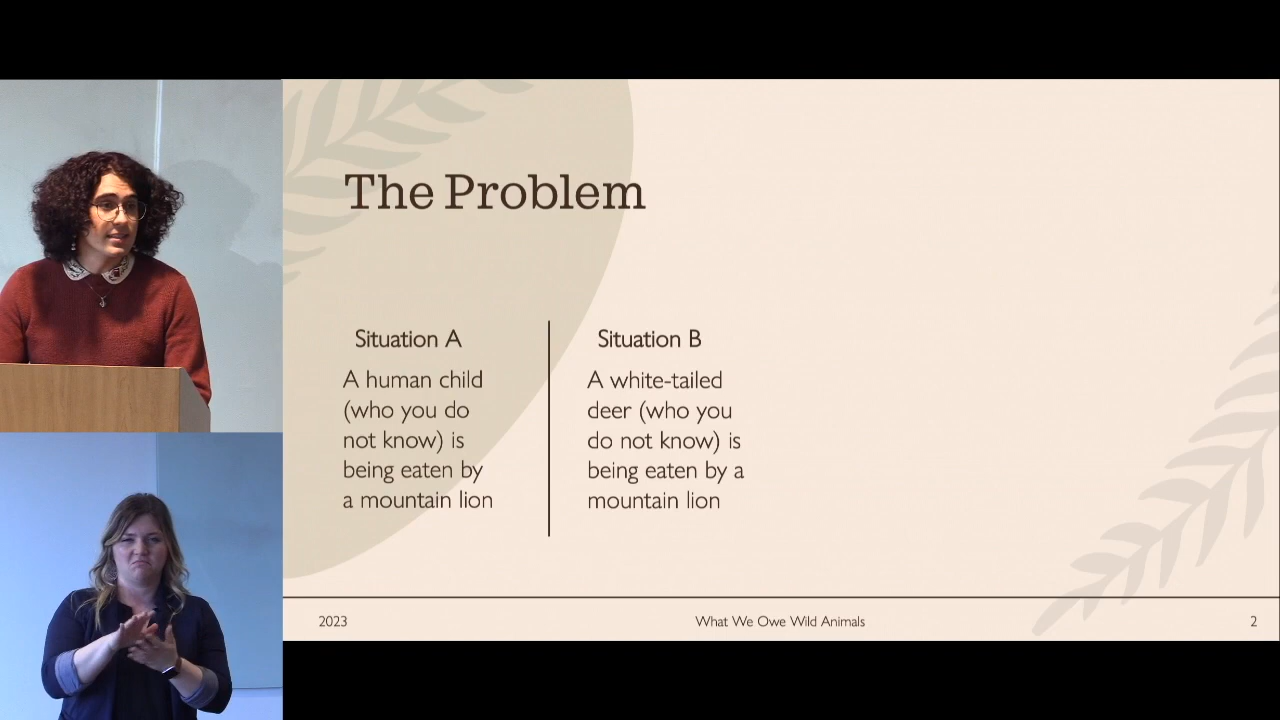 The Problem
Situation A
A human child
(who you do
not know) is
being eaten by
a mountain lion
Situation B
A white-tailed
deer (who you
do not know) is
being eaten by a
mountain lion
2023
What We Owe Wild Animals
2